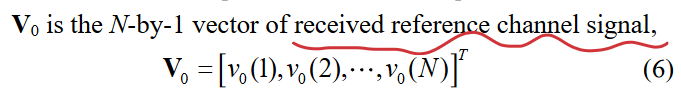 V₀ is the N-by-1 vector of received reference channel signal,
V₀ = [v₀(1), v₀(2), ⋯, v₀(N)]ᵀ (6)